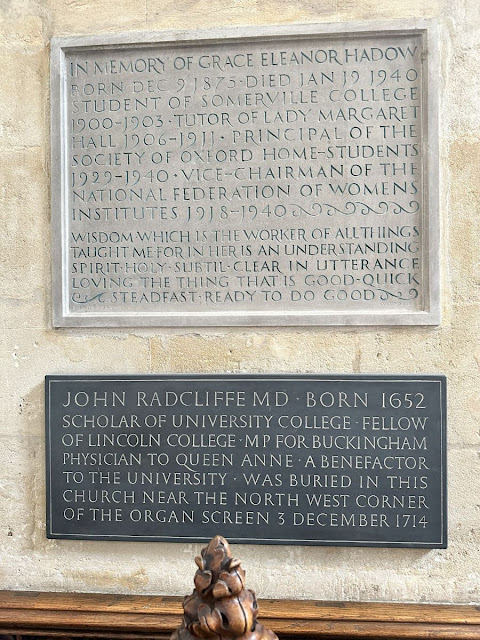 IN MEMORY OF GRACE ELEANOR HADOW
BORN DEC 9 1875 · DIED JAN 19 1940
STUDENT OF SOMERVILLE COLLEGE
1900–1903 · TUTOR OF LADY MARGARET
HALL 1906–1911 · PRINCIPAL OF THE
SOCIETY OF OXFORD HOME-STUDENTS
1929–1940 · VICE-CHAIRMAN OF THE
NATIONAL FEDERATION OF WOMENS
INSTITUTES 1918–1940
WISDOM WHICH IS THE WORKER OF ALL THINGS
TAUGHT ME FOR IN HER IS AN UNDERSTANDING
SPIRIT·HOLY·SUBTIL·CLEAR IN UTTERANCE
LOVING THE THING THAT IS GOOD·QUICK
STEADFAST·READY TO DO GOOD
JOHN RADCLIFFE MD · BORN 1652
SCHOLAR OF UNIVERSITY COLLEGE · FELLOW
OF LINCOLN COLLEGE · MP FOR BUCKINGHAM
PHYSICIAN TO QUEEN ANNE · A BENEFACTOR
TO THE UNIVERSITY · WAS BURIED IN THIS
CHURCH NEAR THE NORTH WEST CORNER
OF THE ORGAN SCREEN 3 DECEMBER 1714